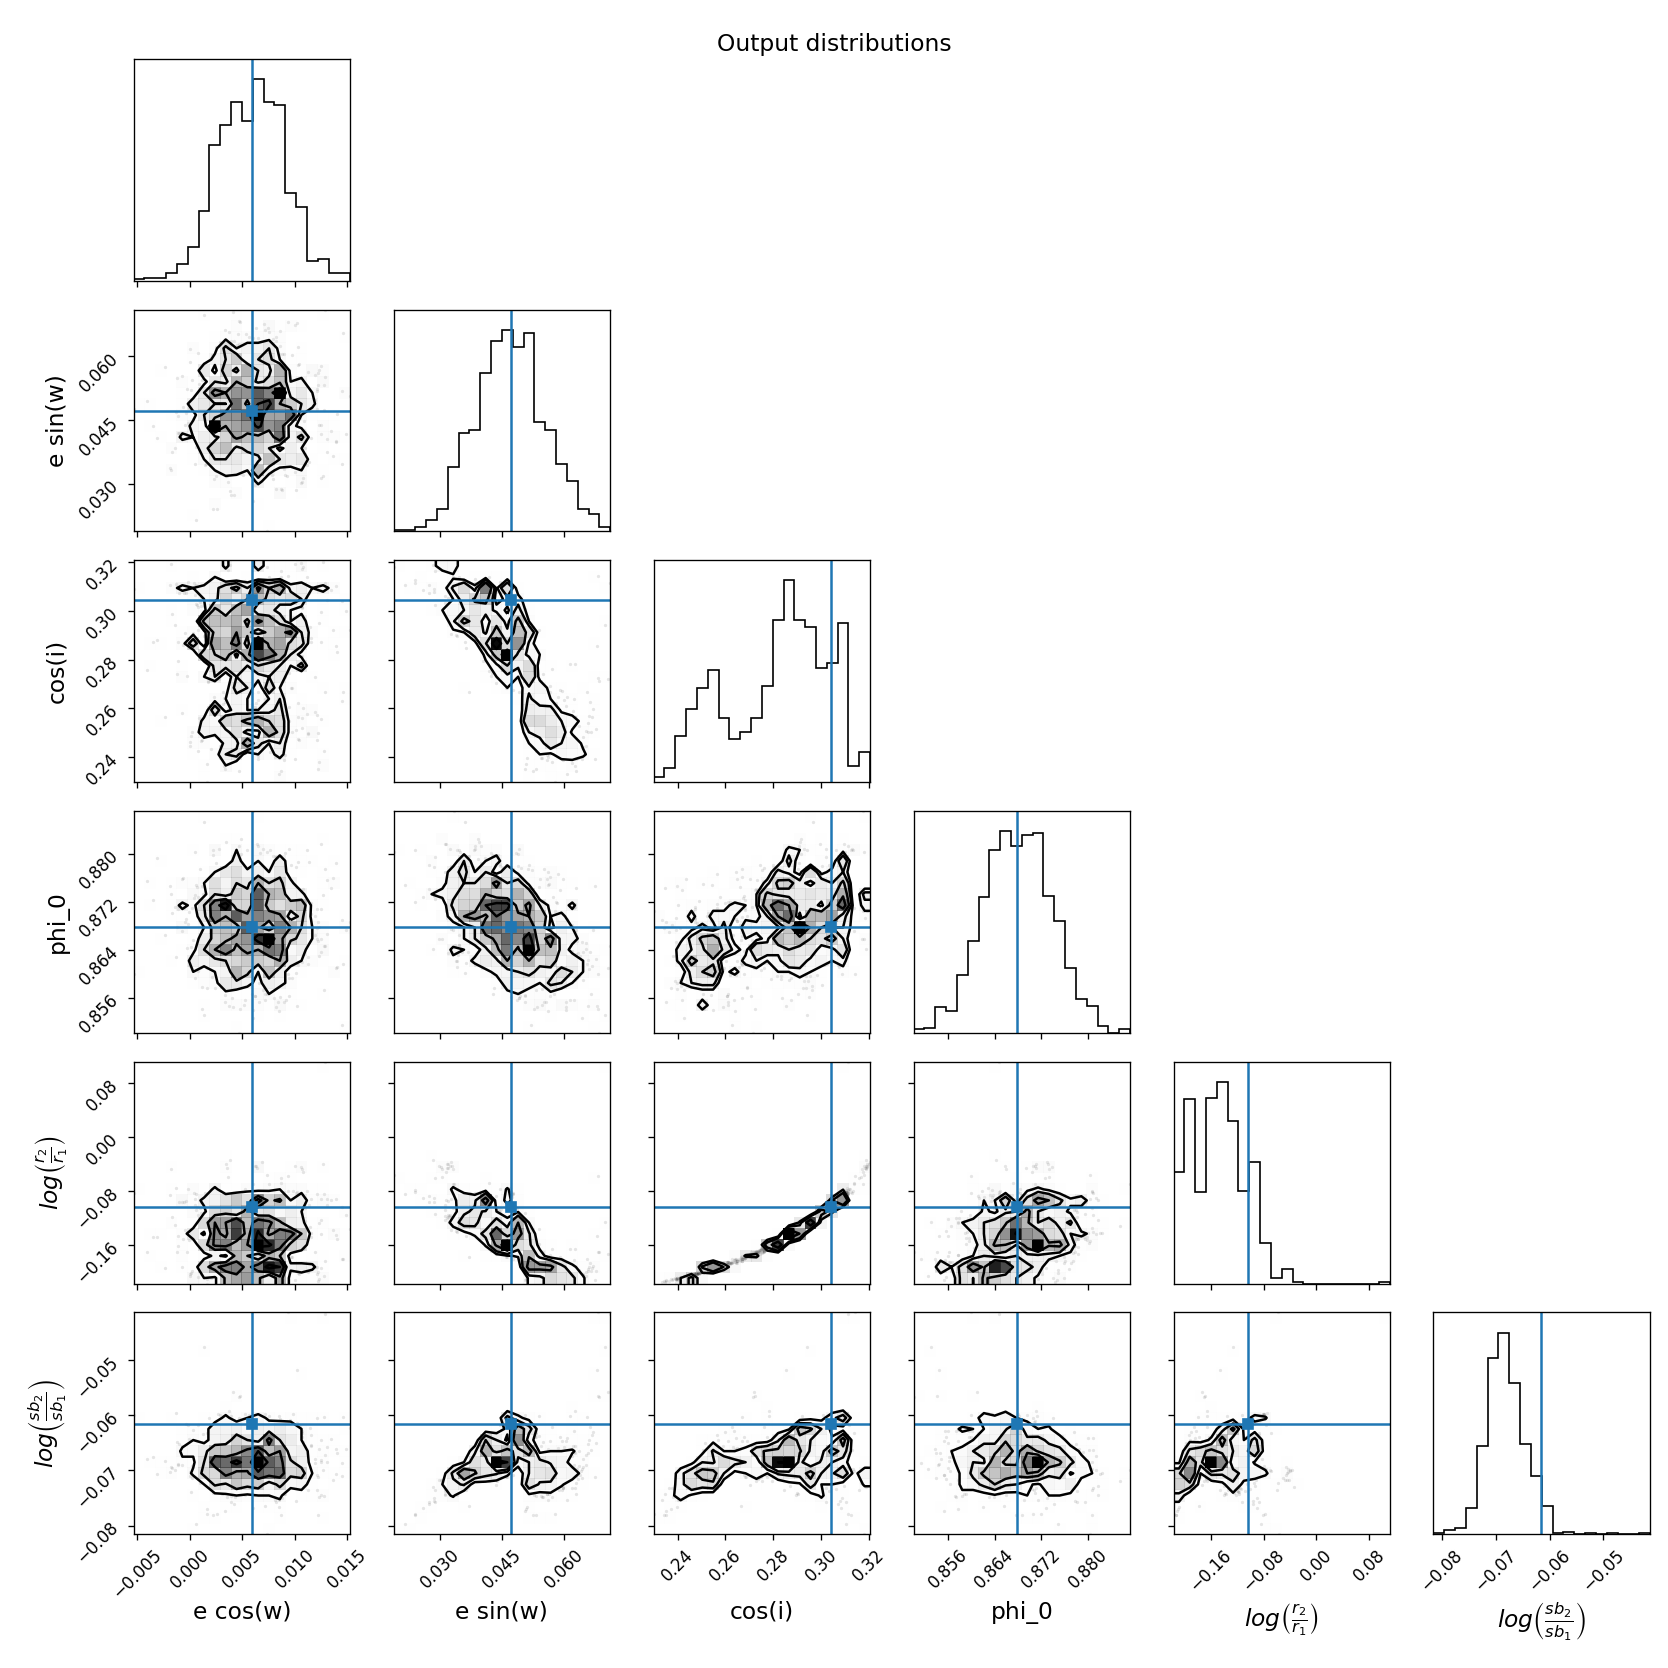 Output distributions
e sin(w)
0.060
0.045
0.030
cos(i)
0.32
0.30
0.28
0.26
0.24
phi_0
0.880
0.872
0.864
0.856
log(r₂/r₁)
0.08
0.00
−0.08
−0.16
log(sb₂/sb₁)
−0.05
−0.06
−0.07
−0.08
−0.005 0.000 0.005 0.010 0.015
0.030 0.045 0.060
0.24 0.26 0.28 0.30 0.32
0.856 0.864 0.872 0.880
−0.16 −0.08 0.00 0.08
−0.08 −0.07 −0.06 −0.05
e cos(w)
e sin(w)
cos(i)
phi_0
log(r₂/r₁)
log(sb₂/sb₁)